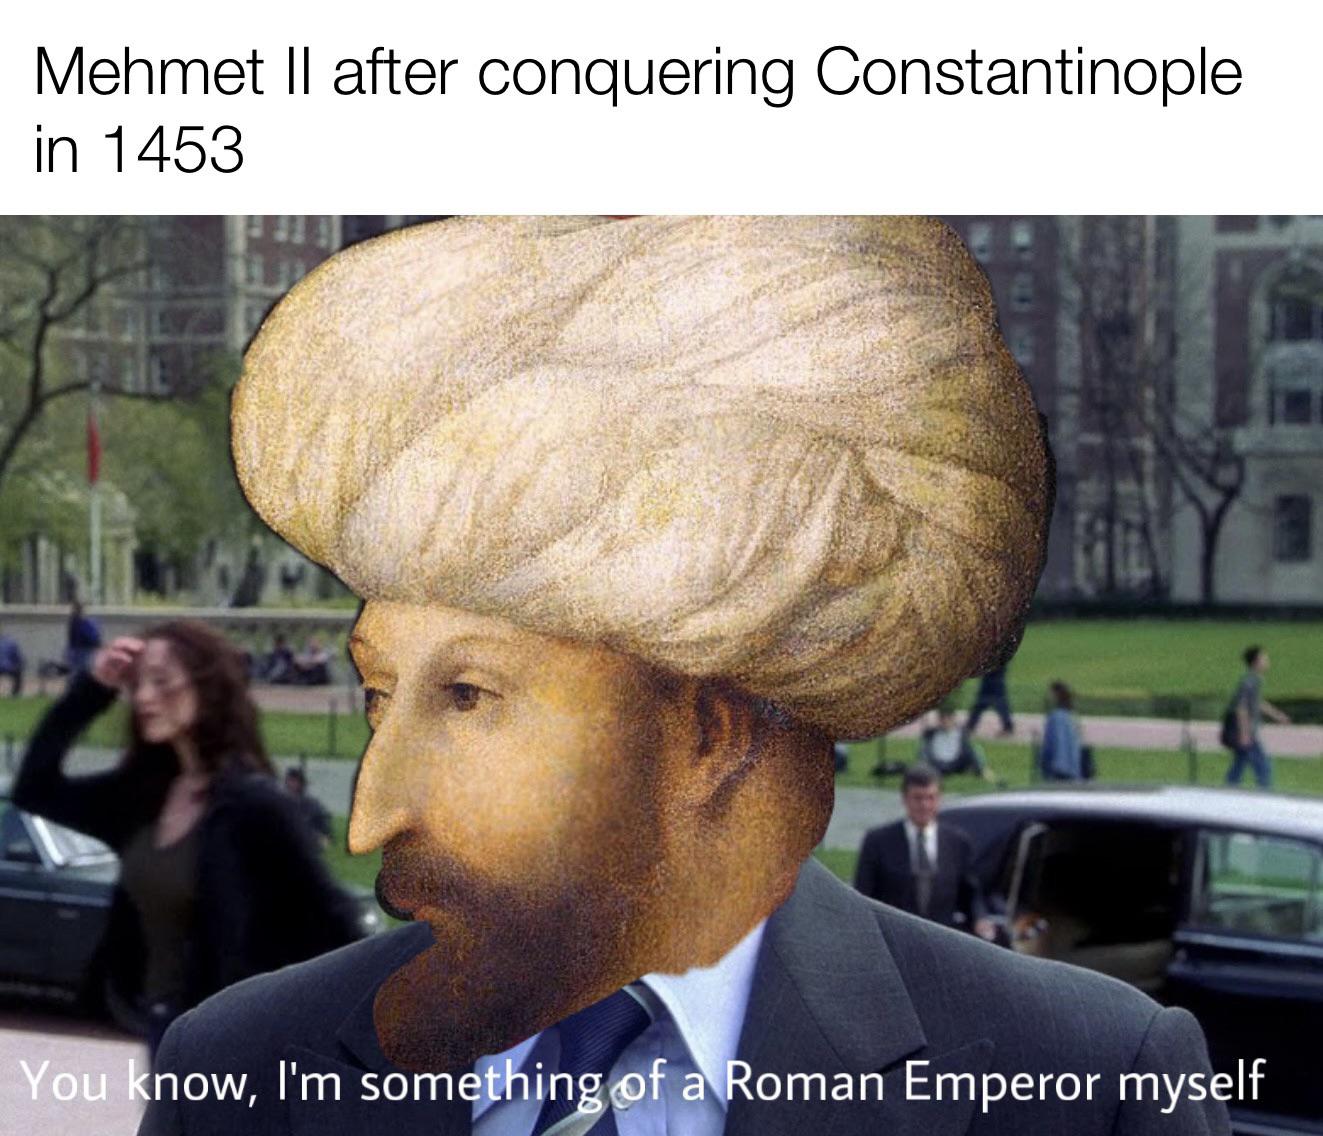 Mehmet II after conquering Constantinople
in 1453
You know, I'm something of a Roman Emperor myself